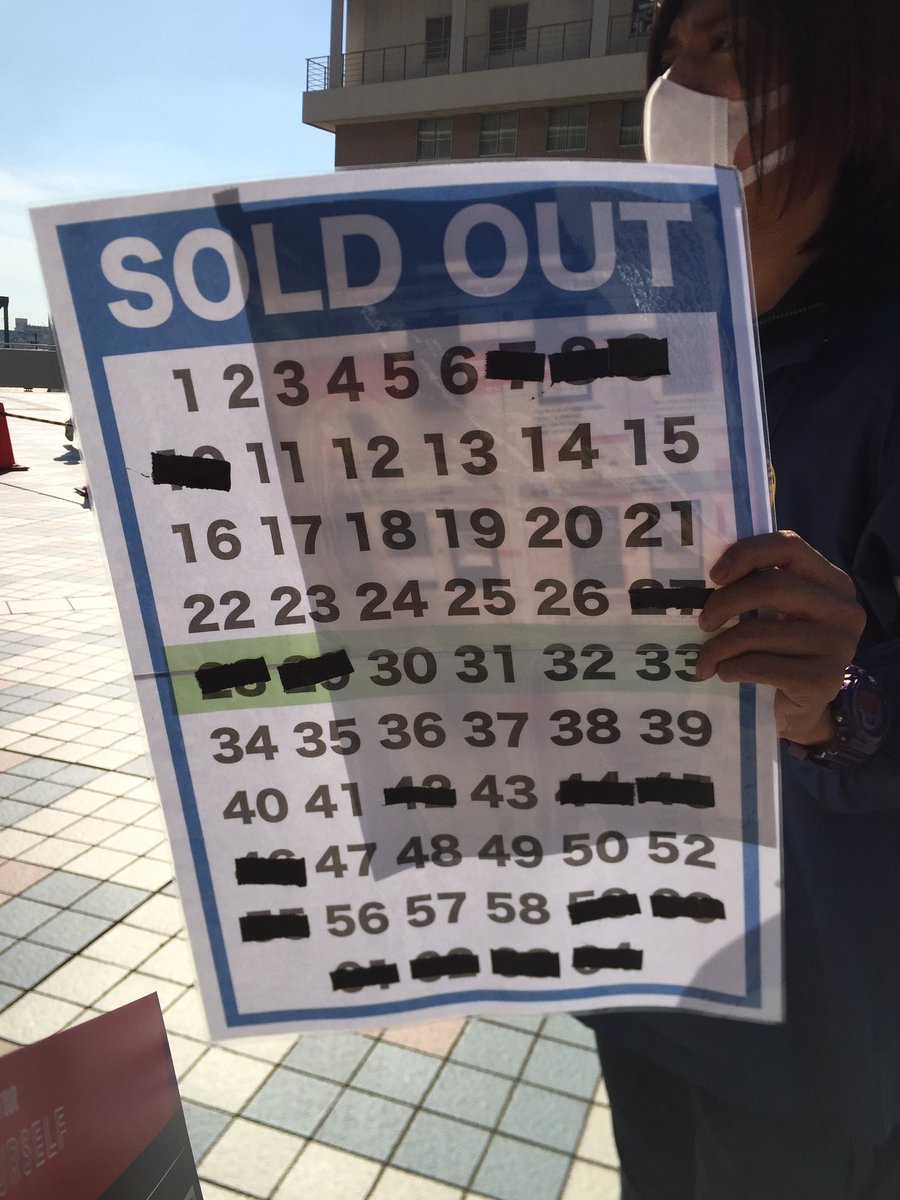 SOLD OUT
1 2 3 4 5 6
11 12 13 14 15
16 17 18 19 20 21
22 23 24 25 26
30 31 32 33
34 35 36 37 38 39
40 41 43
47 48 49 50 52
56 57 58
URSELF